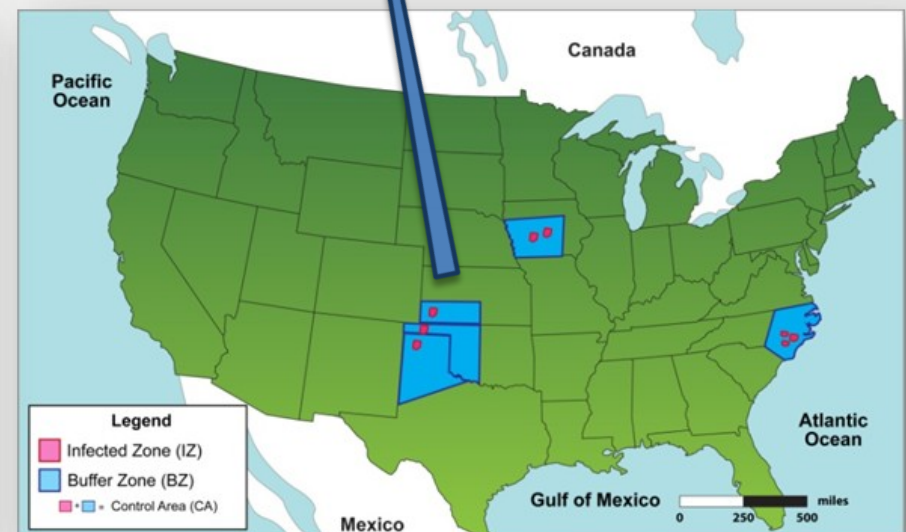 Canada
Pacific
Ocean
Legend
Infected Zone (IZ)
Buffer Zone (BZ)
+ = Control Area (CA)
Atlantic
Ocean
Gulf of Mexico
miles
0 250 500
Mexico